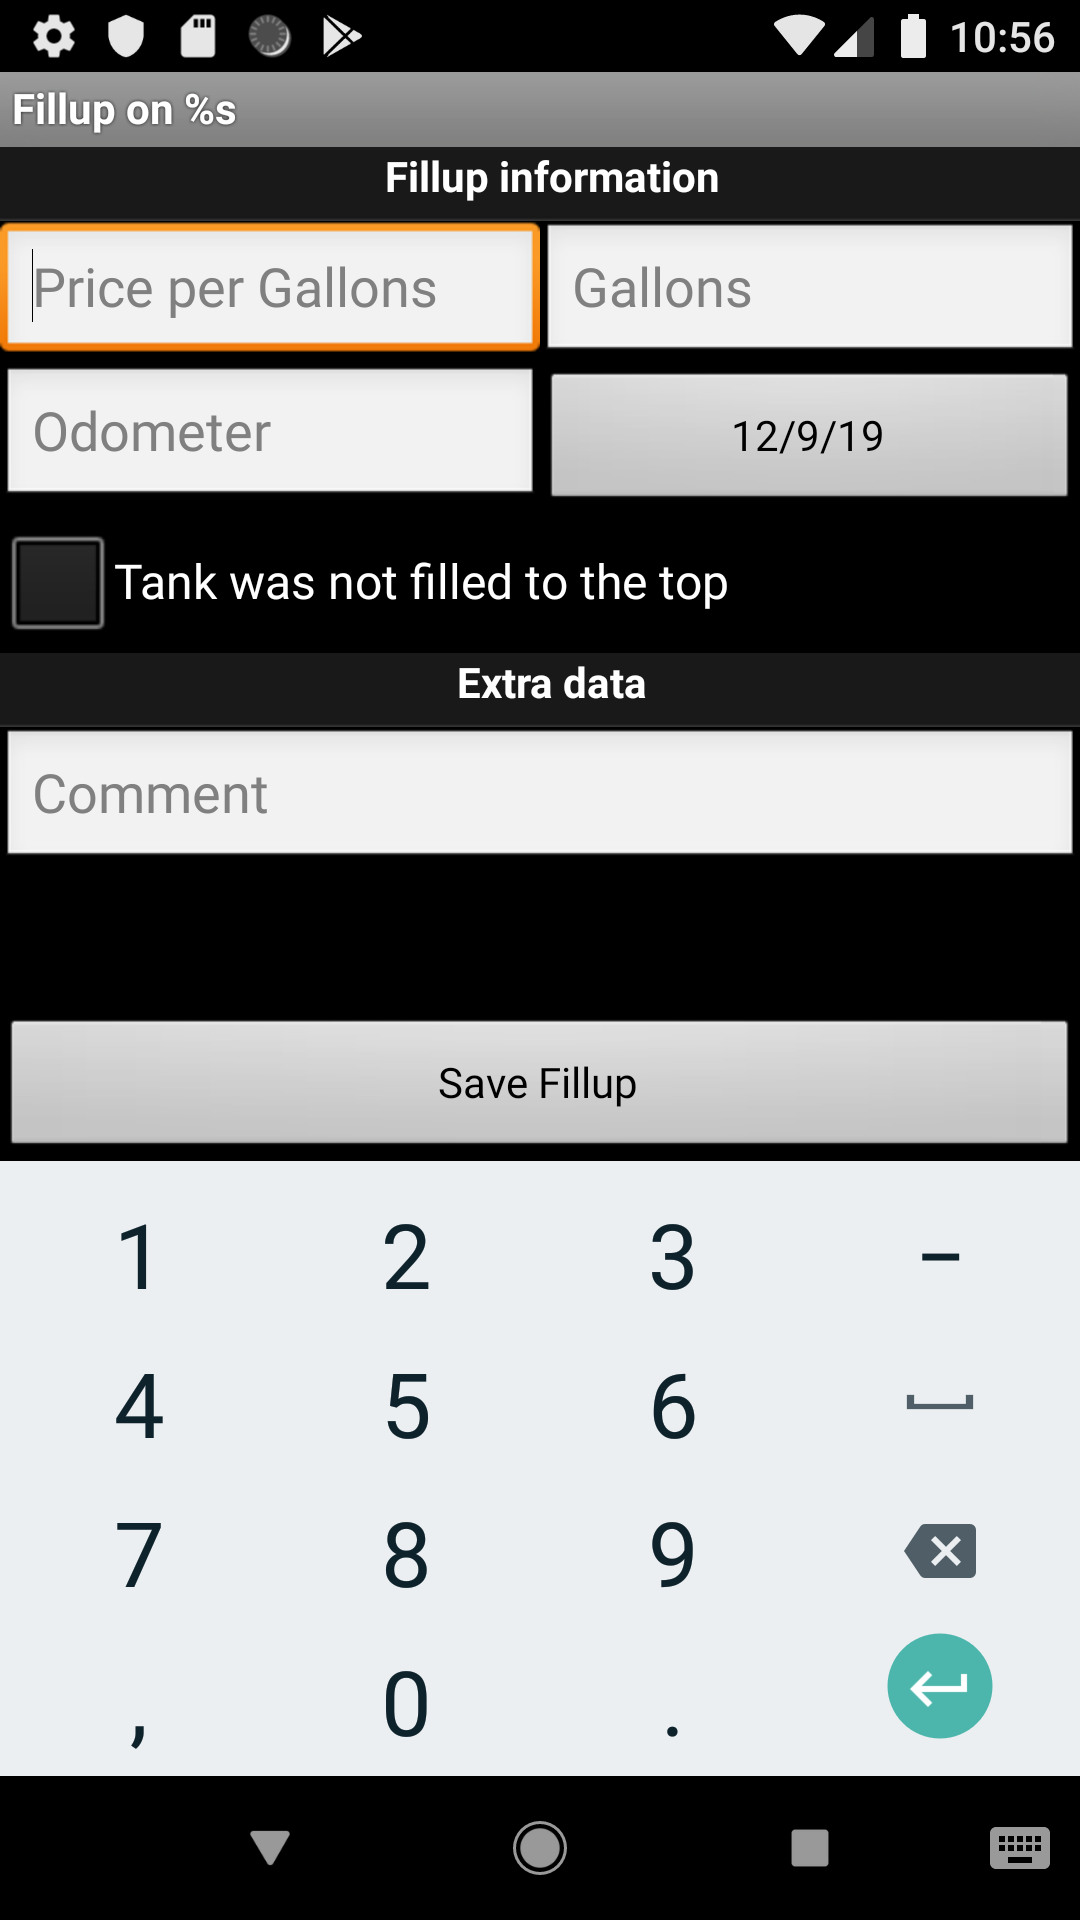 10:56
Fillup on %s
Fillup information
Price per Gallons
Gallons
Odometer
12/9/19
Tank was not filled to the top
Extra data
Comment
Save Fillup
1 2 3 –
4 5 6
7 8 9
, 0 .